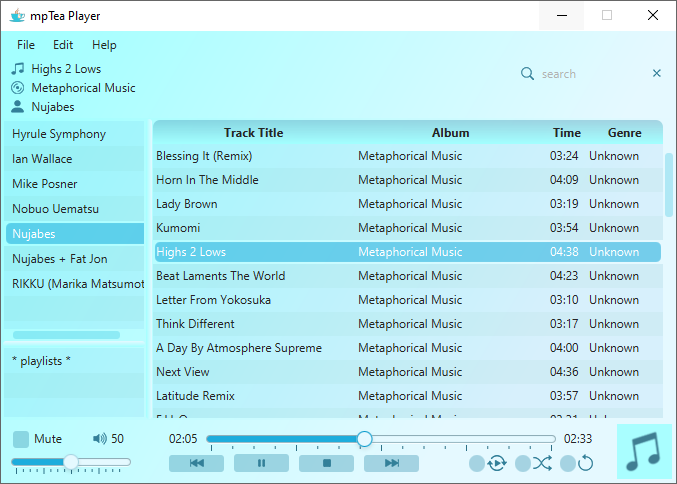 mpTea Player
File Edit Help
Highs 2 Lows
Metaphorical Music
Nujabes
search
Hyrule Symphony
Ian Wallace
Mike Posner
Nobuo Uematsu
Nujabes
Nujabes + Fat Jon
RIKKU (Marika Matsumot
* playlists *
Track Title Album Time Genre
Blessing It (Remix) Metaphorical Music 03:24 Unknown
Horn In The Middle Metaphorical Music 04:09 Unknown
Lady Brown Metaphorical Music 03:19 Unknown
Kumomi Metaphorical Music 03:54 Unknown
Highs 2 Lows Metaphorical Music 04:38 Unknown
Beat Laments The World Metaphorical Music 04:23 Unknown
Letter From Yokosuka Metaphorical Music 03:10 Unknown
Think Different Metaphorical Music 03:17 Unknown
A Day By Atmosphere Supreme Metaphorical Music 04:00 Unknown
Next View Metaphorical Music 04:36 Unknown
Latitude Remix Metaphorical Music 03:57 Unknown
Metaphorical Music
Mute 50 02:05 02:33